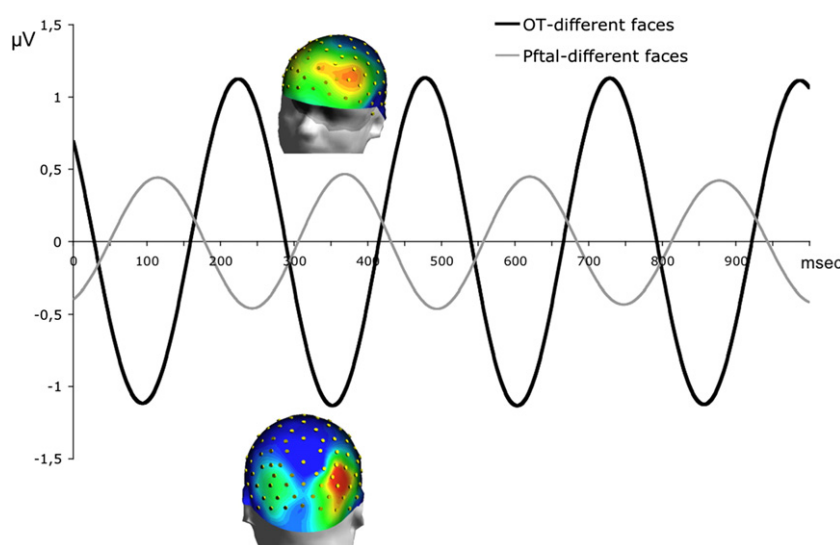 1,5
µV
OT-different faces
Pftal-different faces
1
0,5
0
0 100 200 300 400 500 600 700 800 900 msec
-0,5
-1
-1,5